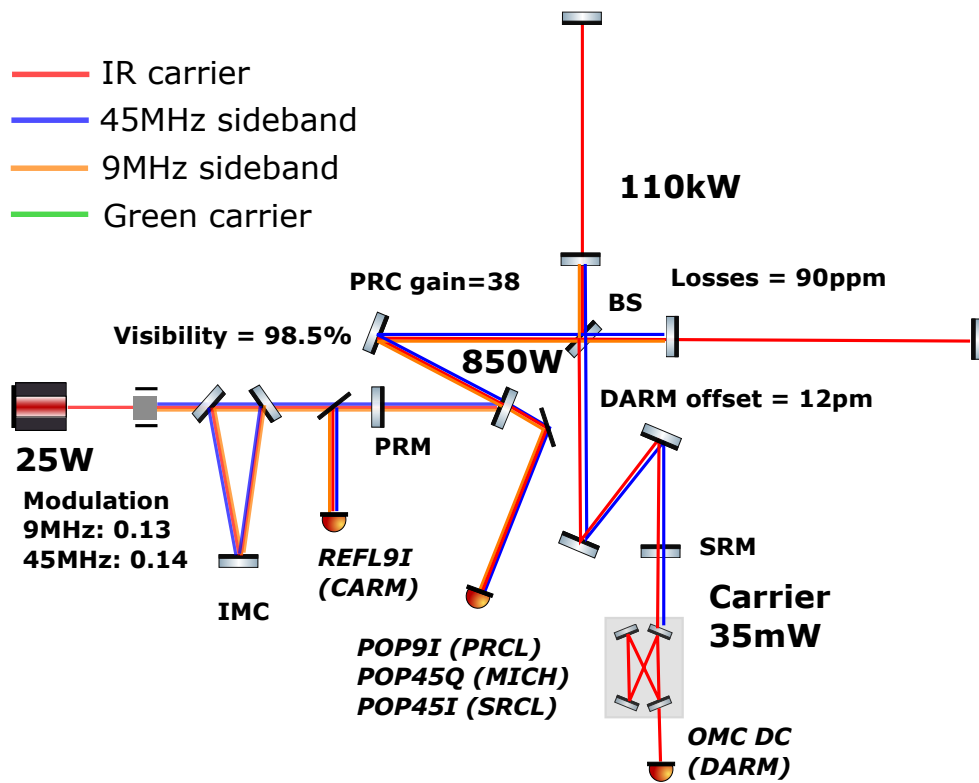 IR carrier
45MHz sideband
9MHz sideband
Green carrier
110kW
PRC gain=38
BS
Losses = 90ppm
Visibility = 98.5%
850W
DARM offset = 12pm
25W
PRM
Modulation
9MHz: 0.13
45MHz: 0.14
IMC
REFL9I
(CARM)
SRM
Carrier
35mW
POP9I (PRCL)
POP45Q (MICH)
POP45I (SRCL)
OMC DC
(DARM)